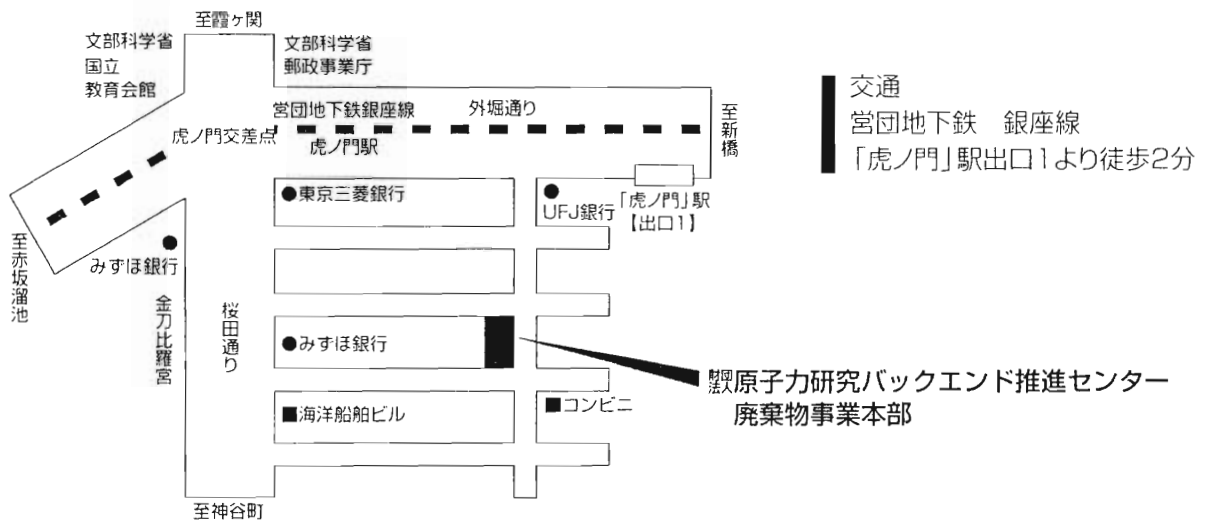 至霞ヶ関
文部科学省
国立
教育会館
文部科学省
郵政事業庁
営団地下鉄銀座線
外堀通り
虎ノ門交差点
虎ノ門駅
至新橋
交通
営団地下鉄 銀座線
「虎ノ門」駅出口1より徒歩2分
東京三菱銀行
UFJ銀行
「虎ノ門」駅
【出口1】
至赤坂溜池
みずほ銀行
金刀比羅宮
桜田通り
みずほ銀行
財団法人原子力研究バックエンド推進センター
廃棄物事業本部
海洋船舶ビル
コンビニ
至神谷町